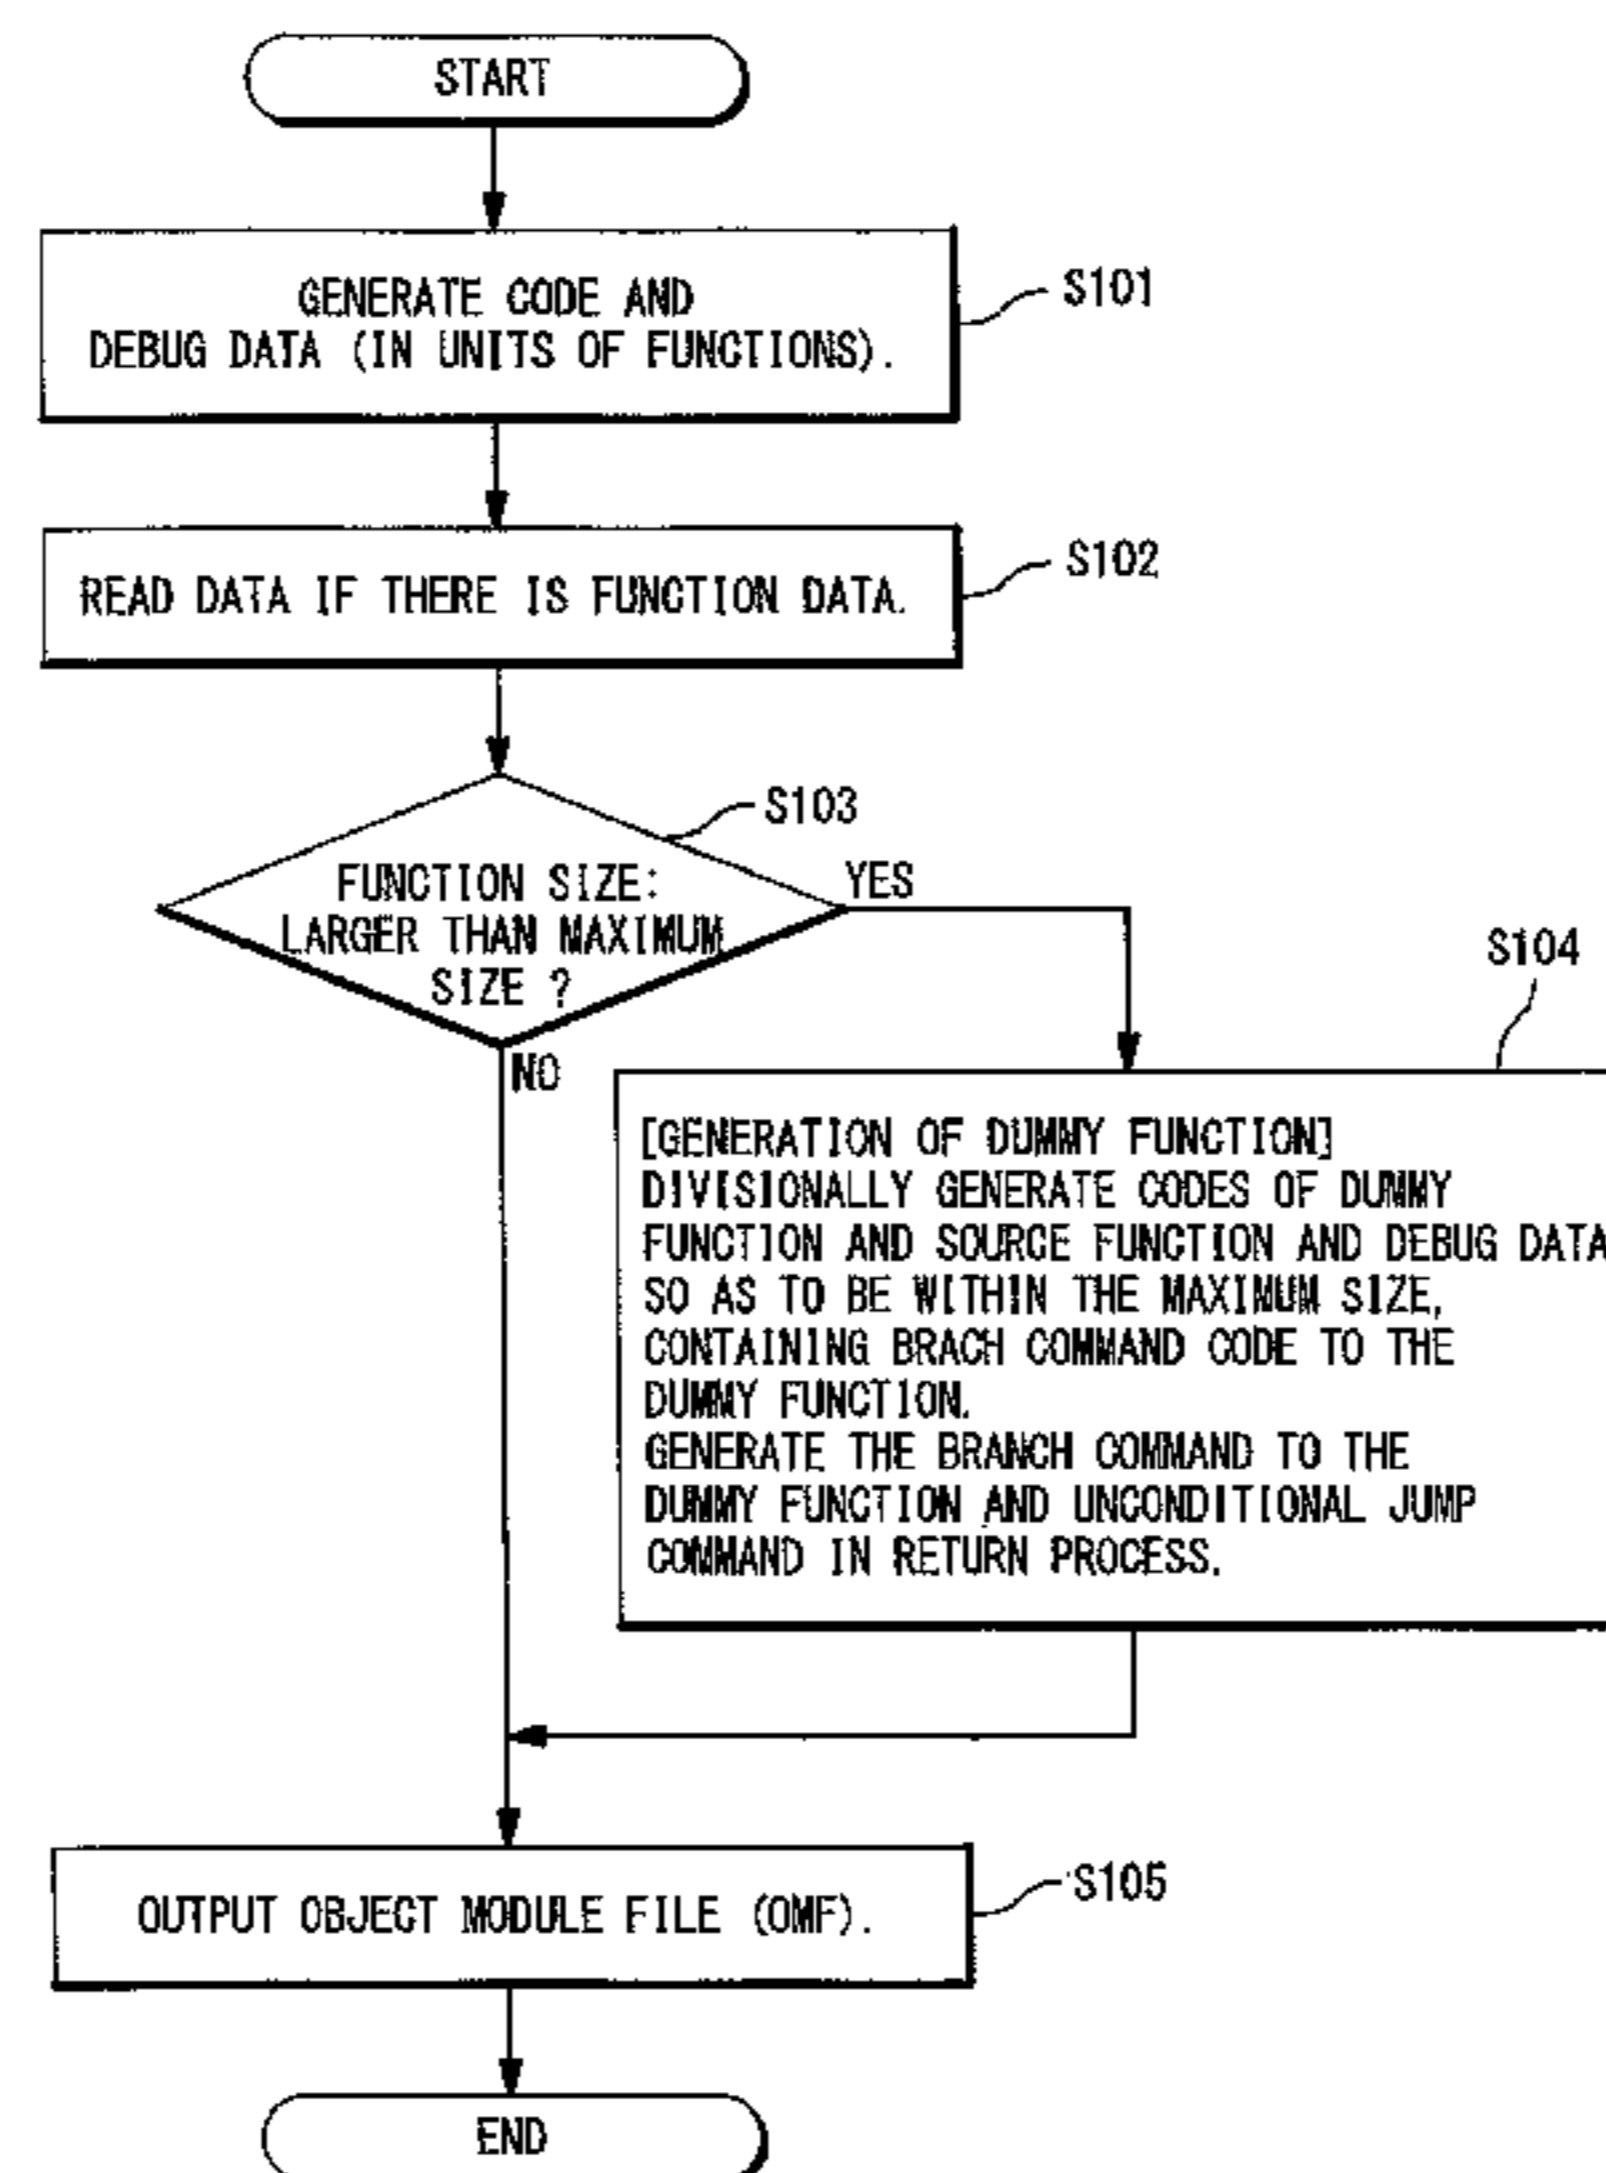 START
GENERATE CODE AND
DEBUG DATA (IN UNITS OF FUNCTIONS).
S101
READ DATA IF THERE IS FUNCTION DATA.
S102
S103
FUNCTION SIZE:
LARGER THAN MAXIMUM
SIZE ?
YES
NO
S104
[GENERATION OF DUMMY FUNCTION]
DIVISIONALLY GENERATE CODES OF DUMMY
FUNCTION AND SOURCE FUNCTION AND DEBUG DATA
SO AS TO BE WITHIN THE MAXIMUM SIZE,
CONTAINING BRACH COMMAND CODE TO THE
DUMMY FUNCTION.
GENERATE THE BRANCH COMMAND TO THE
DUMMY FUNCTION AND UNCONDITIONAL JUMP
COMMAND IN RETURN PROCESS.
OUTPUT OBJECT MODULE FILE (OMF).
S105
END